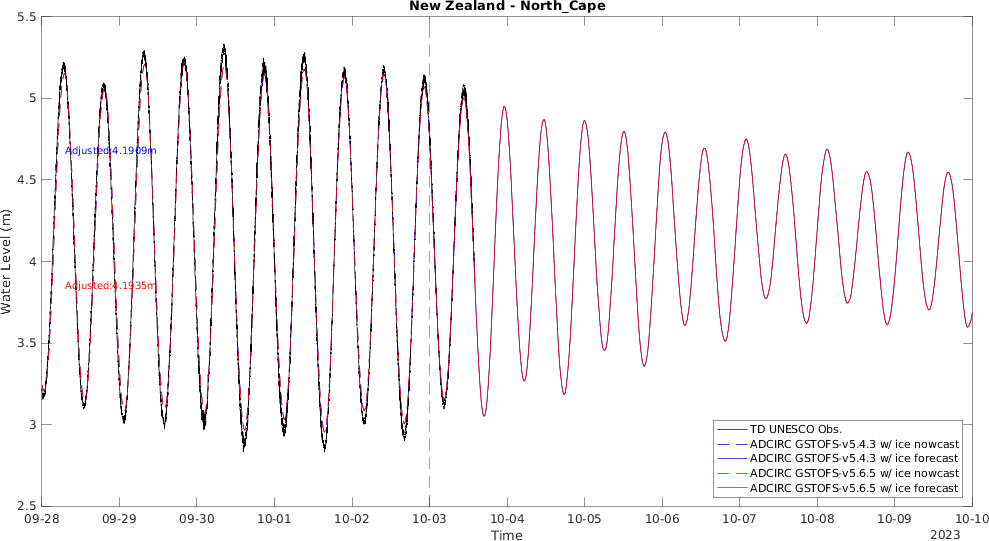 New Zealand - North_Cape
5.5
5
4.5
4
3.5
3
2.5
Water Level (m)
Adjusted:4.1909m
Adjusted:4.1935m
TD UNESCO Obs.
ADCIRC GSTOFS-v5.4.3 w/ ice nowcast
ADCIRC GSTOFS-v5.4.3 w/ ice forecast
ADCIRC GSTOFS-v5.6.5 w/ ice nowcast
ADCIRC GSTOFS-v5.6.5 w/ ice forecast
09-28 09-29 09-30 10-01 10-02 10-03 10-04 10-05 10-06 10-07 10-08 10-09 10-10
Time
2023